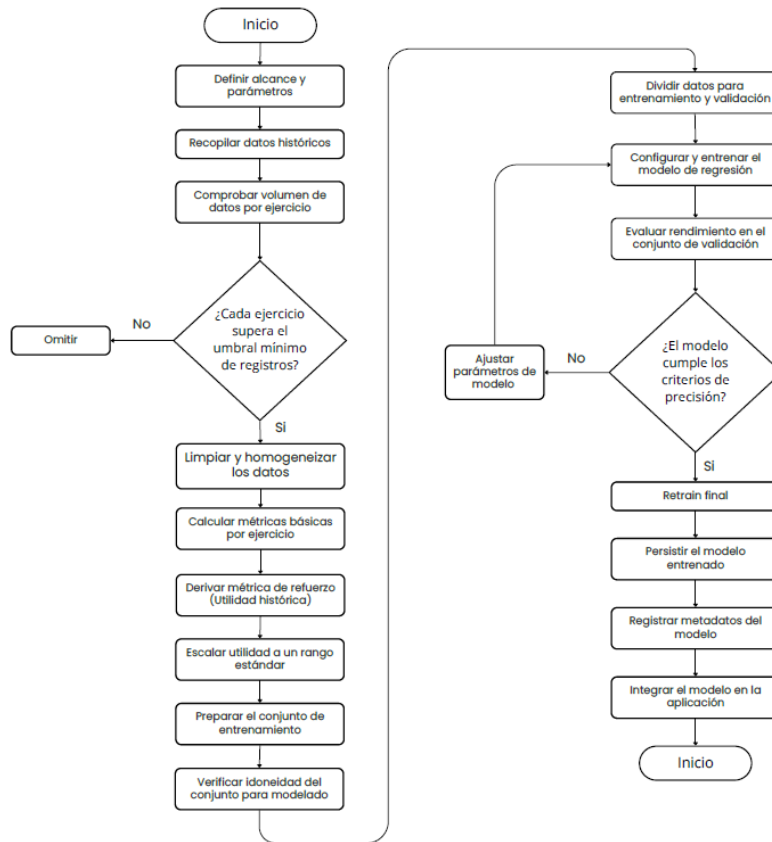 Inicio
Definir alcance y
parámetros
Recopilar datos históricos
Comprobar volumen de
datos por ejercicio
¿Cada ejercicio
supera el
umbral mínimo
de registros?
No
Omitir
Si
Limpiar y homogeneizar
los datos
Calcular métricas básicas
por ejercicio
Derivar métrica de refuerzo
(Utilidad histórica)
Escalar utilidad a un rango
estándar
Preparar el conjunto de
entrenamiento
Verificar idoneidad del
conjunto para modelado
Dividir datos para
entrenamiento y validación
Configurar y entrenar el
modelo de regresión
Evaluar rendimiento en el
conjunto de validación
¿El modelo
cumple los
criterios de
precisión?
No
Ajustar
parámetros de
modelo
Si
Retrain final
Persistir el modelo
entrenado
Registrar metadatos del
modelo
Integrar el modelo en la
aplicación
Inicio